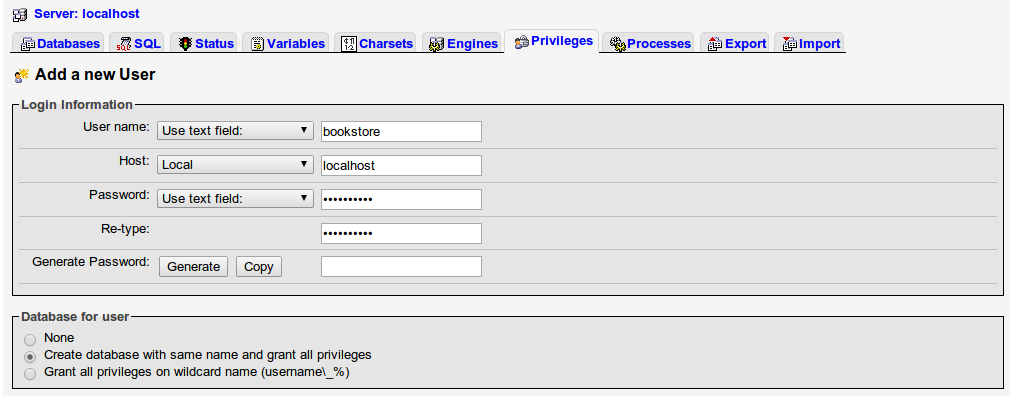 Server: localhost
Databases SQL Status Variables Charsets Engines Privileges Processes Export Import
Add a new User
Login Information
User name: Use text field: bookstore
Host: Local localhost
Password: Use text field: ••••••••••
Re-type: ••••••••••
Generate Password: Generate Copy
Database for user
None
Create database with same name and grant all privileges
Grant all privileges on wildcard name (username\_%)